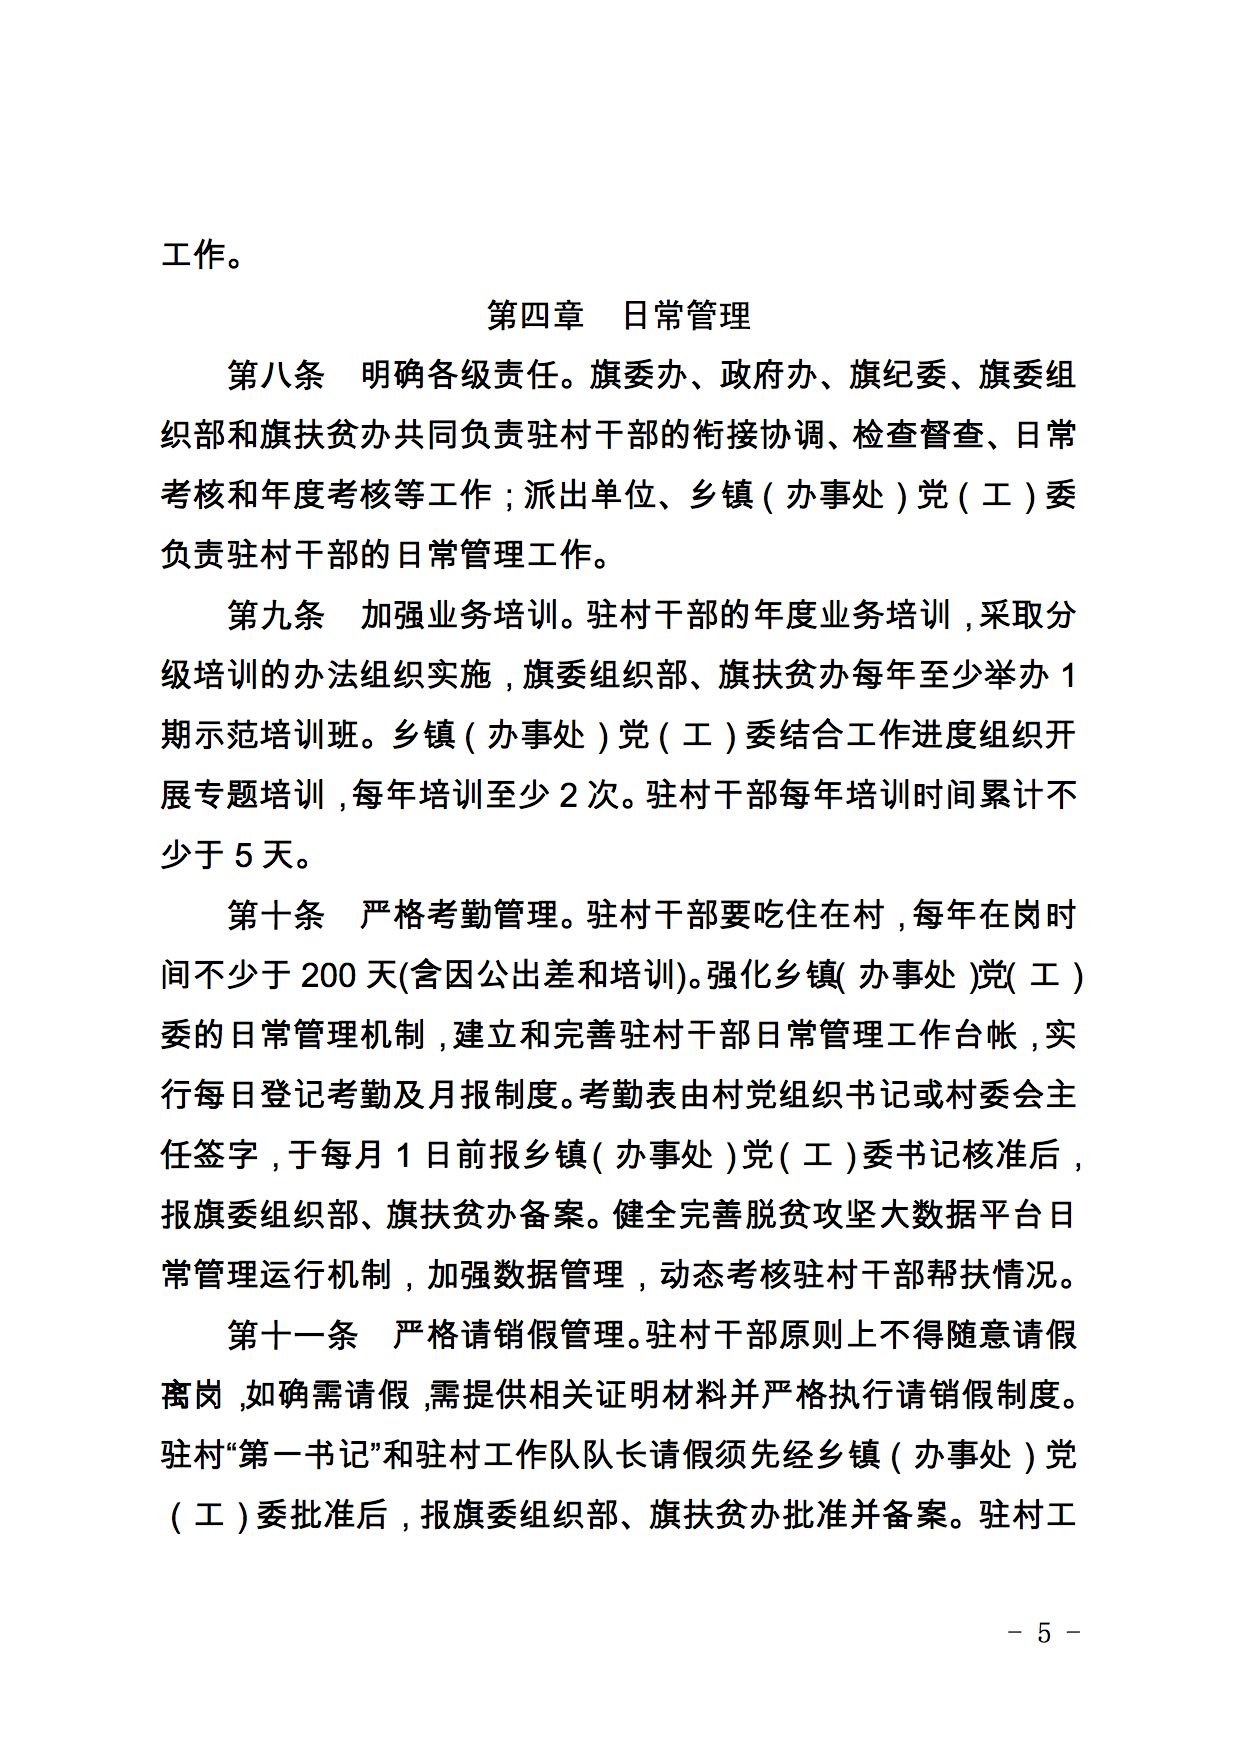 工作。
第四章　日常管理
第八条　明确各级责任。旗委办、政府办、旗纪委、旗委组
织部和旗扶贫办共同负责驻村干部的衔接协调、检查督查、日常
考核和年度考核等工作；派出单位、乡镇（办事处）党（工）委
负责驻村干部的日常管理工作。
第九条　加强业务培训。驻村干部的年度业务培训，采取分
级培训的办法组织实施，旗委组织部、旗扶贫办每年至少举办 1
期示范培训班。乡镇（办事处）党（工）委结合工作进度组织开
展专题培训，每年培训至少 2 次。驻村干部每年培训时间累计不
少于 5 天。
第十条　严格考勤管理。驻村干部要吃住在村，每年在岗时
间不少于 200 天(含因公出差和培训)。强化乡镇（办事处）党（工）
委的日常管理机制，建立和完善驻村干部日常管理工作台帐，实
行每日登记考勤及月报制度。考勤表由村党组织书记或村委会主
任签字，于每月 1 日前报乡镇（办事处）党（工）委书记核准后，
报旗委组织部、旗扶贫办备案。健全完善脱贫攻坚大数据平台日
常管理运行机制，加强数据管理，动态考核驻村干部帮扶情况。
第十一条　严格请销假管理。驻村干部原则上不得随意请假
离岗，如确需请假，需提供相关证明材料并严格执行请销假制度。
驻村“第一书记”和驻村工作队队长请假须先经乡镇（办事处）党
（工）委批准后，报旗委组织部、旗扶贫办批准并备案。驻村工
- 5 -